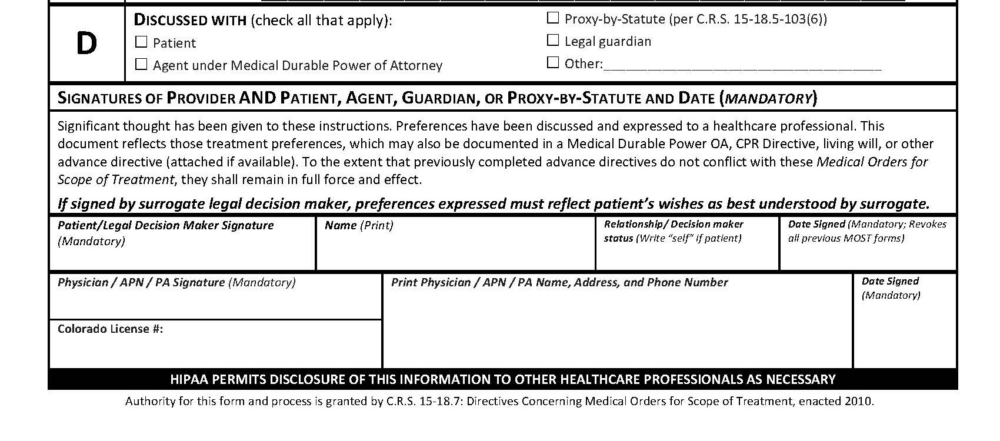 D
DISCUSSED WITH (check all that apply):
☐ Patient
☐ Agent under Medical Durable Power of Attorney
☐ Proxy-by-Statute (per C.R.S. 15-18.5-103(6))
☐ Legal guardian
☐ Other:______________________________________
SIGNATURES OF PROVIDER AND PATIENT, AGENT, GUARDIAN, OR PROXY-BY-STATUTE AND DATE (MANDATORY)
Significant thought has been given to these instructions. Preferences have been discussed and expressed to a healthcare professional. This
document reflects those treatment preferences, which may also be documented in a Medical Durable Power OA, CPR Directive, living will, or other
advance directive (attached if available). To the extent that previously completed advance directives do not conflict with these Medical Orders for
Scope of Treatment, they shall remain in full force and effect.
If signed by surrogate legal decision maker, preferences expressed must reflect patient's wishes as best understood by surrogate.
Patient/Legal Decision Maker Signature
(Mandatory)
Name (Print)
Relationship/ Decision maker
status (Write "self" if patient)
Date Signed (Mandatory; Revokes
all previous MOST forms)
Physician / APN / PA Signature (Mandatory)
Print Physician / APN / PA Name, Address, and Phone Number
Date Signed
(Mandatory)
Colorado License #:
HIPAA PERMITS DISCLOSURE OF THIS INFORMATION TO OTHER HEALTHCARE PROFESSIONALS AS NECESSARY
Authority for this form and process is granted by C.R.S. 15-18.7: Directives Concerning Medical Orders for Scope of Treatment, enacted 2010.